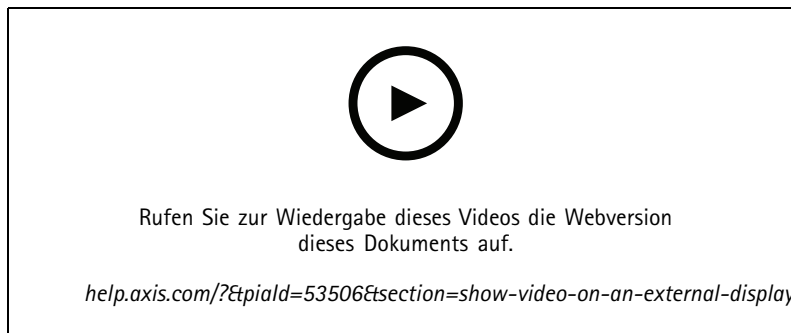 Rufen Sie zur Wiedergabe dieses Videos die Webversion
dieses Dokuments auf.
help.axis.com/?&piaId=53506&section=show-video-on-an-external-display